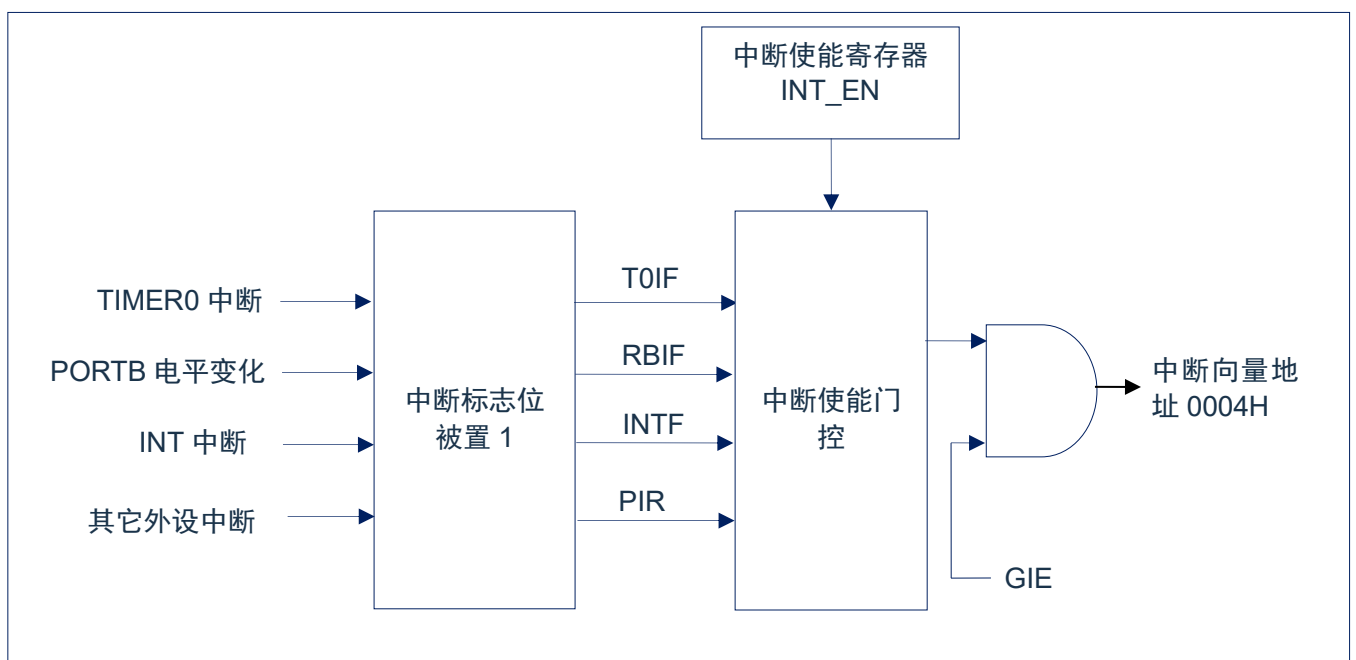 中断使能寄存器
INT_EN
TIMER0 中断
PORTB 电平变化
INT 中断
其它外设中断
中断标志位
被置 1
T0IF
RBIF
INTF
PIR
中断使能门
控
GIE
中断向量地
址 0004H